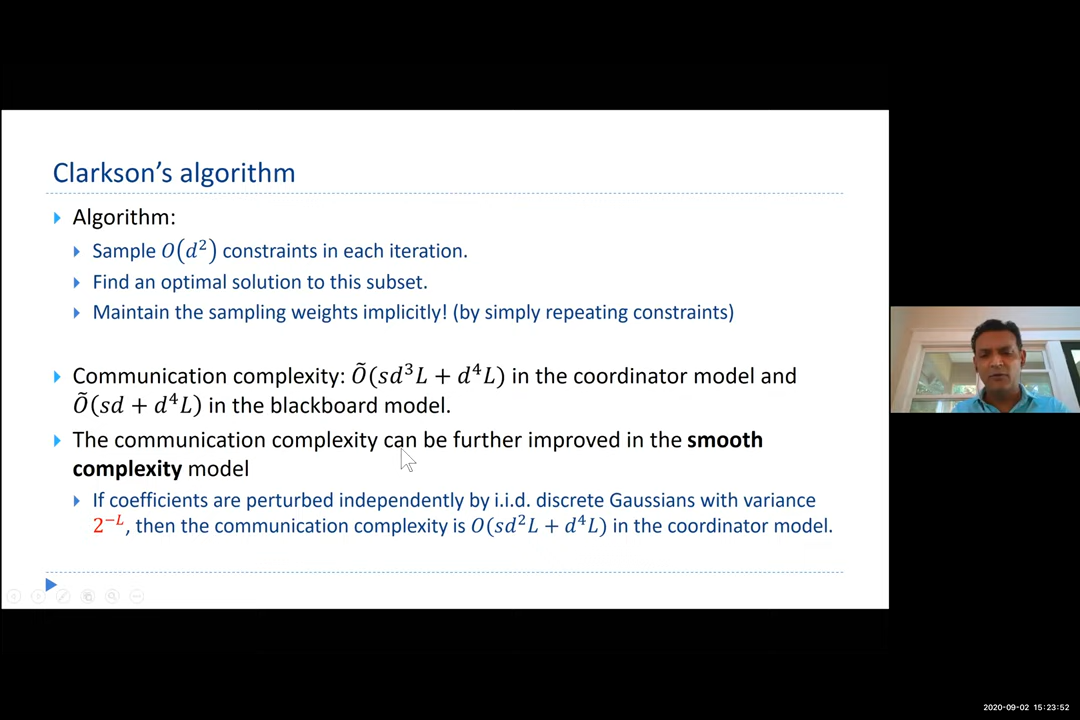 Clarkson's algorithm
Algorithm:
Sample O(d²) constraints in each iteration.
Find an optimal solution to this subset.
Maintain the sampling weights implicitly! (by simply repeating constraints)
Communication complexity: Õ(sd³L + d⁴L) in the coordinator model and
Õ(sd + d⁴L) in the blackboard model.
The communication complexity can be further improved in the smooth
complexity model
If coefficients are perturbed independently by i.i.d. discrete Gaussians with variance
2⁻ᴸ, then the communication complexity is O(sd²L + d⁴L) in the coordinator model.
2020-09-02 15:23:52